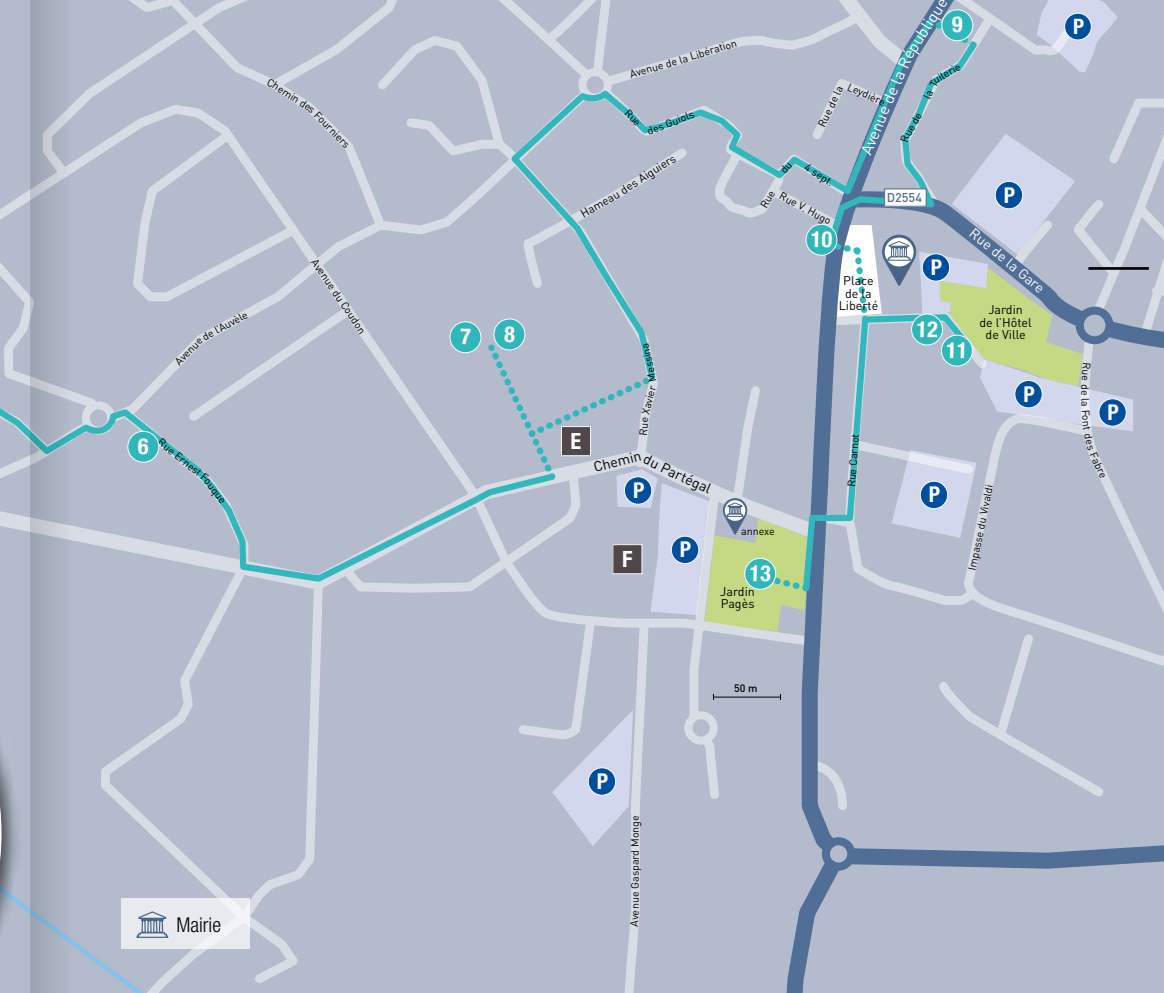 9
P
Avenue de la République
Avenue de la Libération
Chemin des Fourniers
Rue de la
Leydière
Rue de
la Tuilerie
Rue
des Guiols
du
4 sept.
Rue
Hameau des Aiguiers
Rue V. Hugo
D2554
P
10
Rue de la Gare
P
Place
de la
Liberté
Avenue du Coudon
Avenue de l'Auvèle
7
8
12
11
Jardin
de l'Hôtel
de Ville
Rue Xavier
Messina
P
P
Rue de la Font des Fabre
6
Rue Ernest Fouque
E
Chemin du Partégal
Rue Carnot
P
P
annexe
P
F
13
Jardin
Pagès
Impasse du Vivaldi
50 m
P
Avenue Gaspard Monge
Mairie